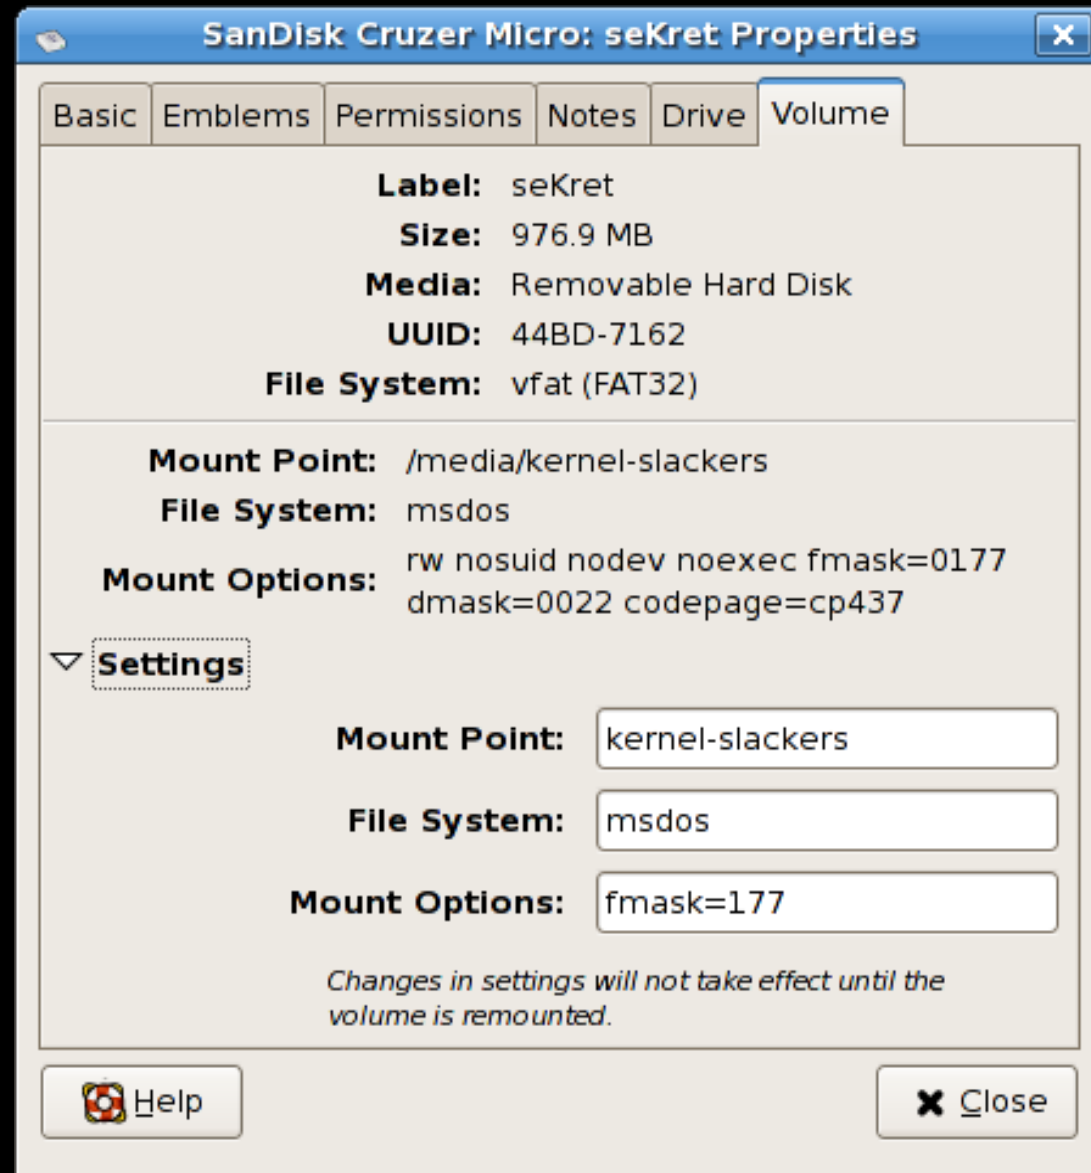 SanDisk Cruzer Micro: seKret Properties
Basic Emblems Permissions Notes Drive Volume
Label: seKret
Size: 976.9 MB
Media: Removable Hard Disk
UUID: 44BD-7162
File System: vfat (FAT32)
Mount Point: /media/kernel-slackers
File System: msdos
Mount Options: rw nosuid nodev noexec fmask=0177
dmask=0022 codepage=cp437
Settings
Mount Point: kernel-slackers
File System: msdos
Mount Options: fmask=177
Changes in settings will not take effect until the
volume is remounted.
Help Close